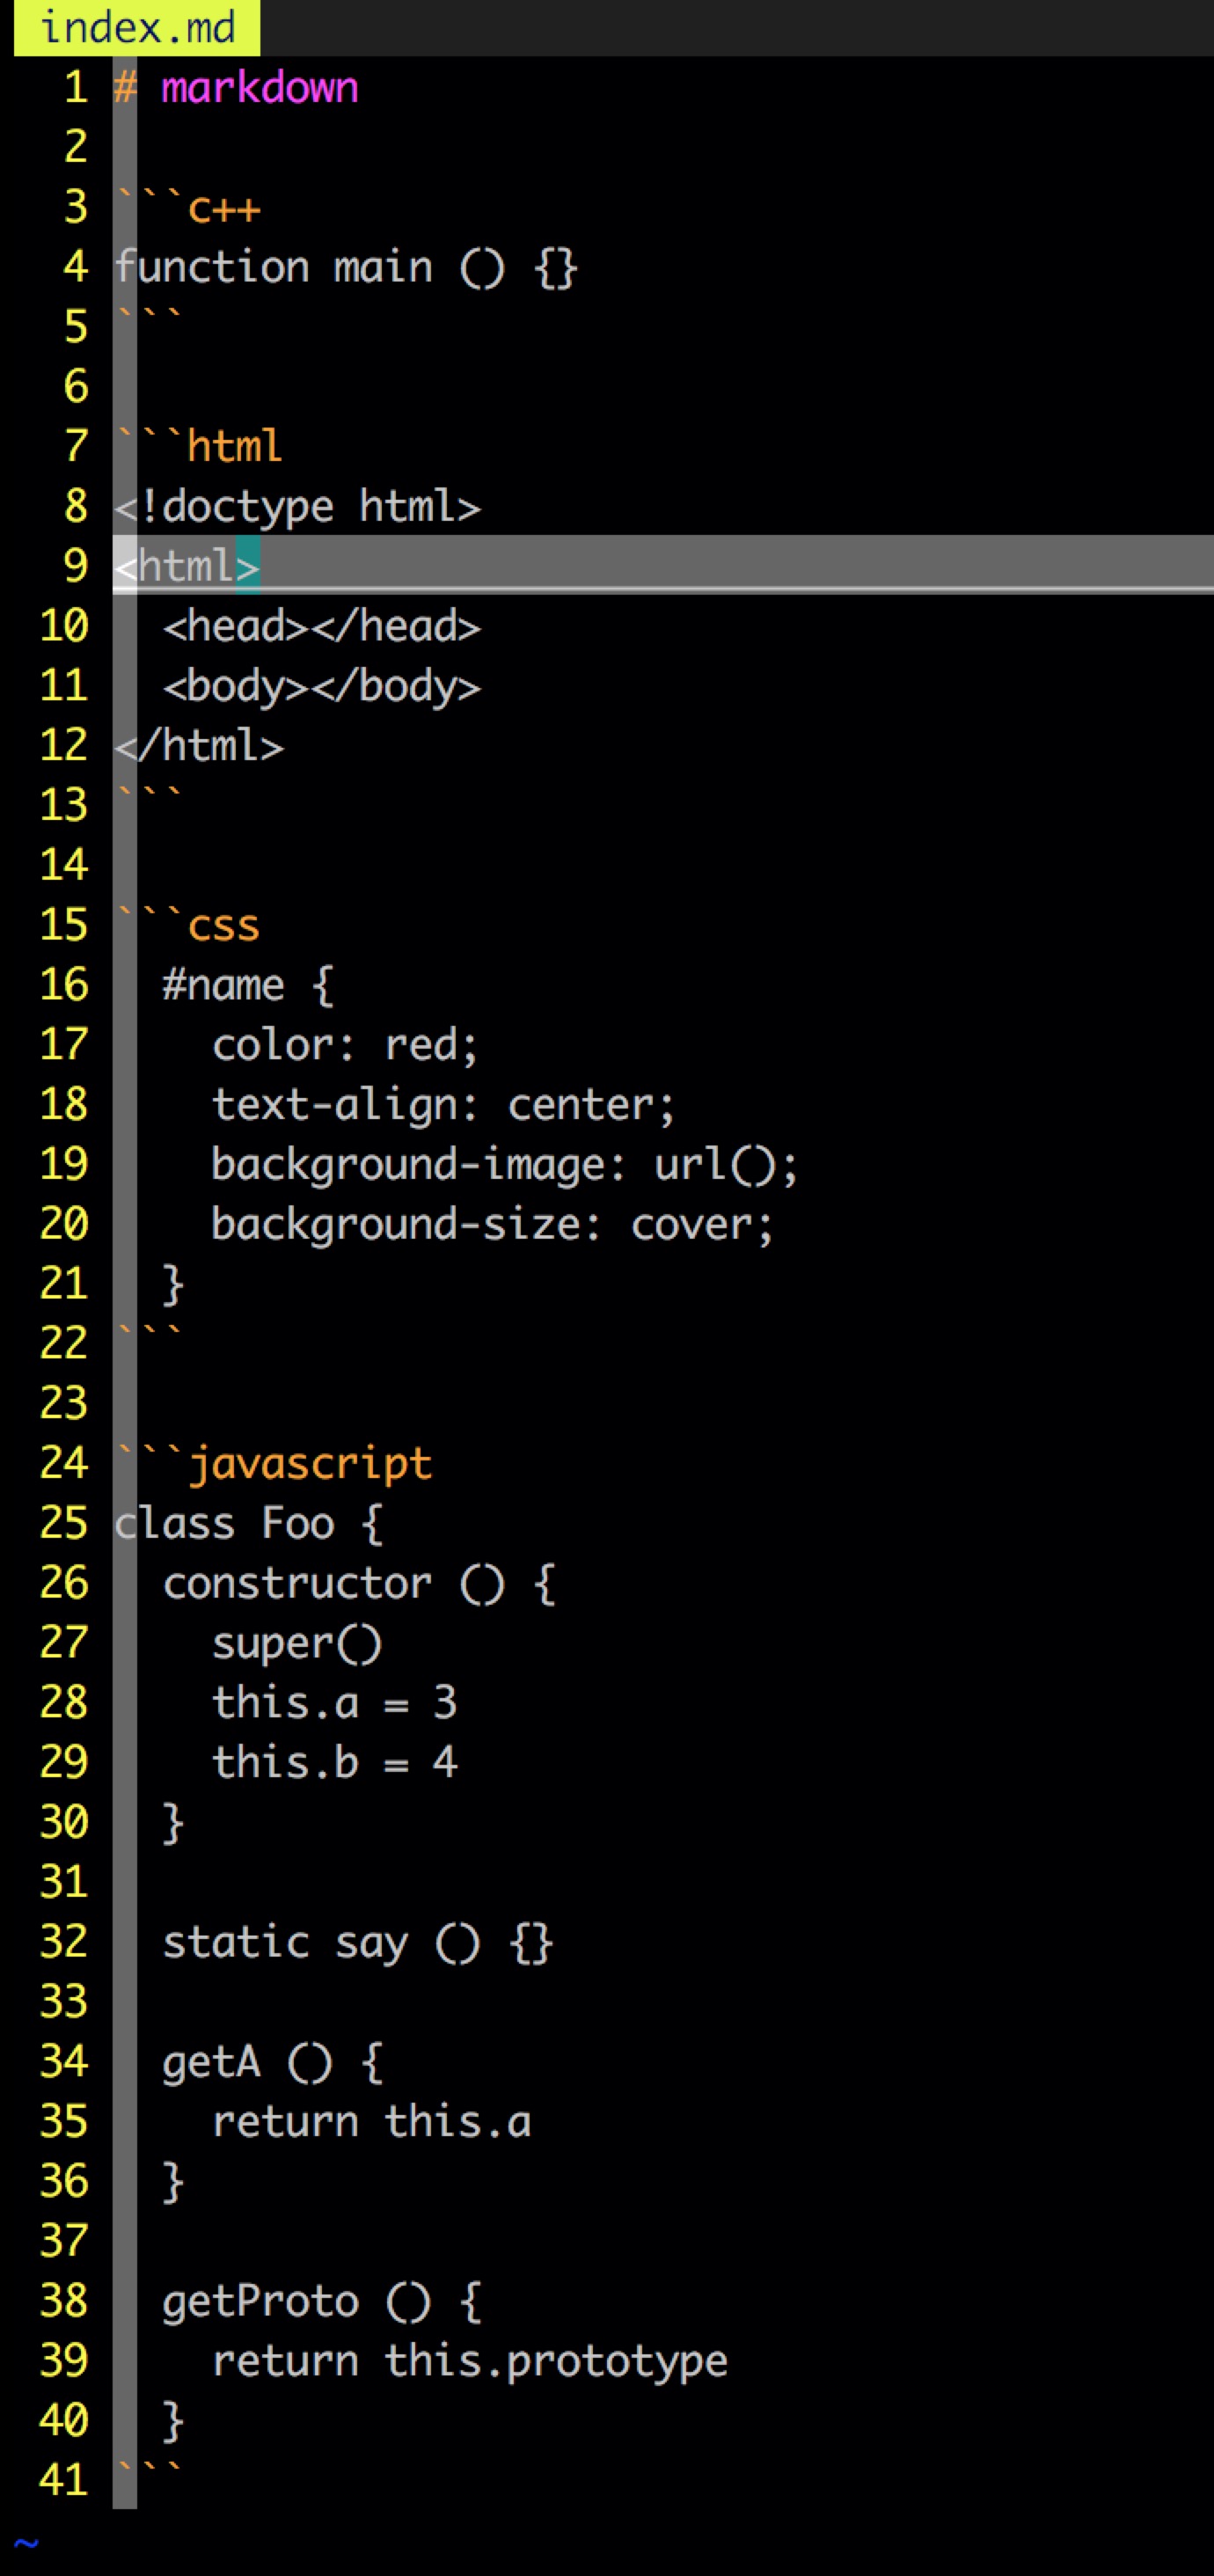 index.md
1 # markdown
2
3 ```c++
4 function main () {}
5 ```
6
7 ```html
8 <!doctype html>
9 <html>
10   <head></head>
11   <body></body>
12 </html>
13 ```
14
15 ```css
16   #name {
17     color: red;
18     text-align: center;
19     background-image: url();
20     background-size: cover;
21   }
22 ```
23
24 ```javascript
25 class Foo {
26   constructor () {
27     super()
28     this.a = 3
29     this.b = 4
30   }
31
32   static say () {}
33
34   getA () {
35     return this.a
36   }
37
38   getProto () {
39     return this.prototype
40   }
41 ```
~